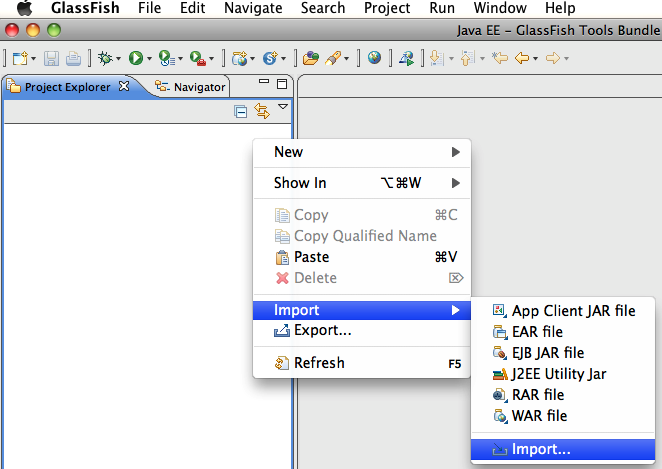 GlassFish File Edit Navigate Search Project Run Window Help
Java EE - GlassFish Tools Bundle
Project Explorer Navigator
New
Show In ⌥⌘W
Copy ⌘C
Copy Qualified Name
Paste ⌘V
Delete ⌦
Import
Export...
Refresh F5
App Client JAR file
EAR file
EJB JAR file
J2EE Utility Jar
RAR file
WAR file
Import...